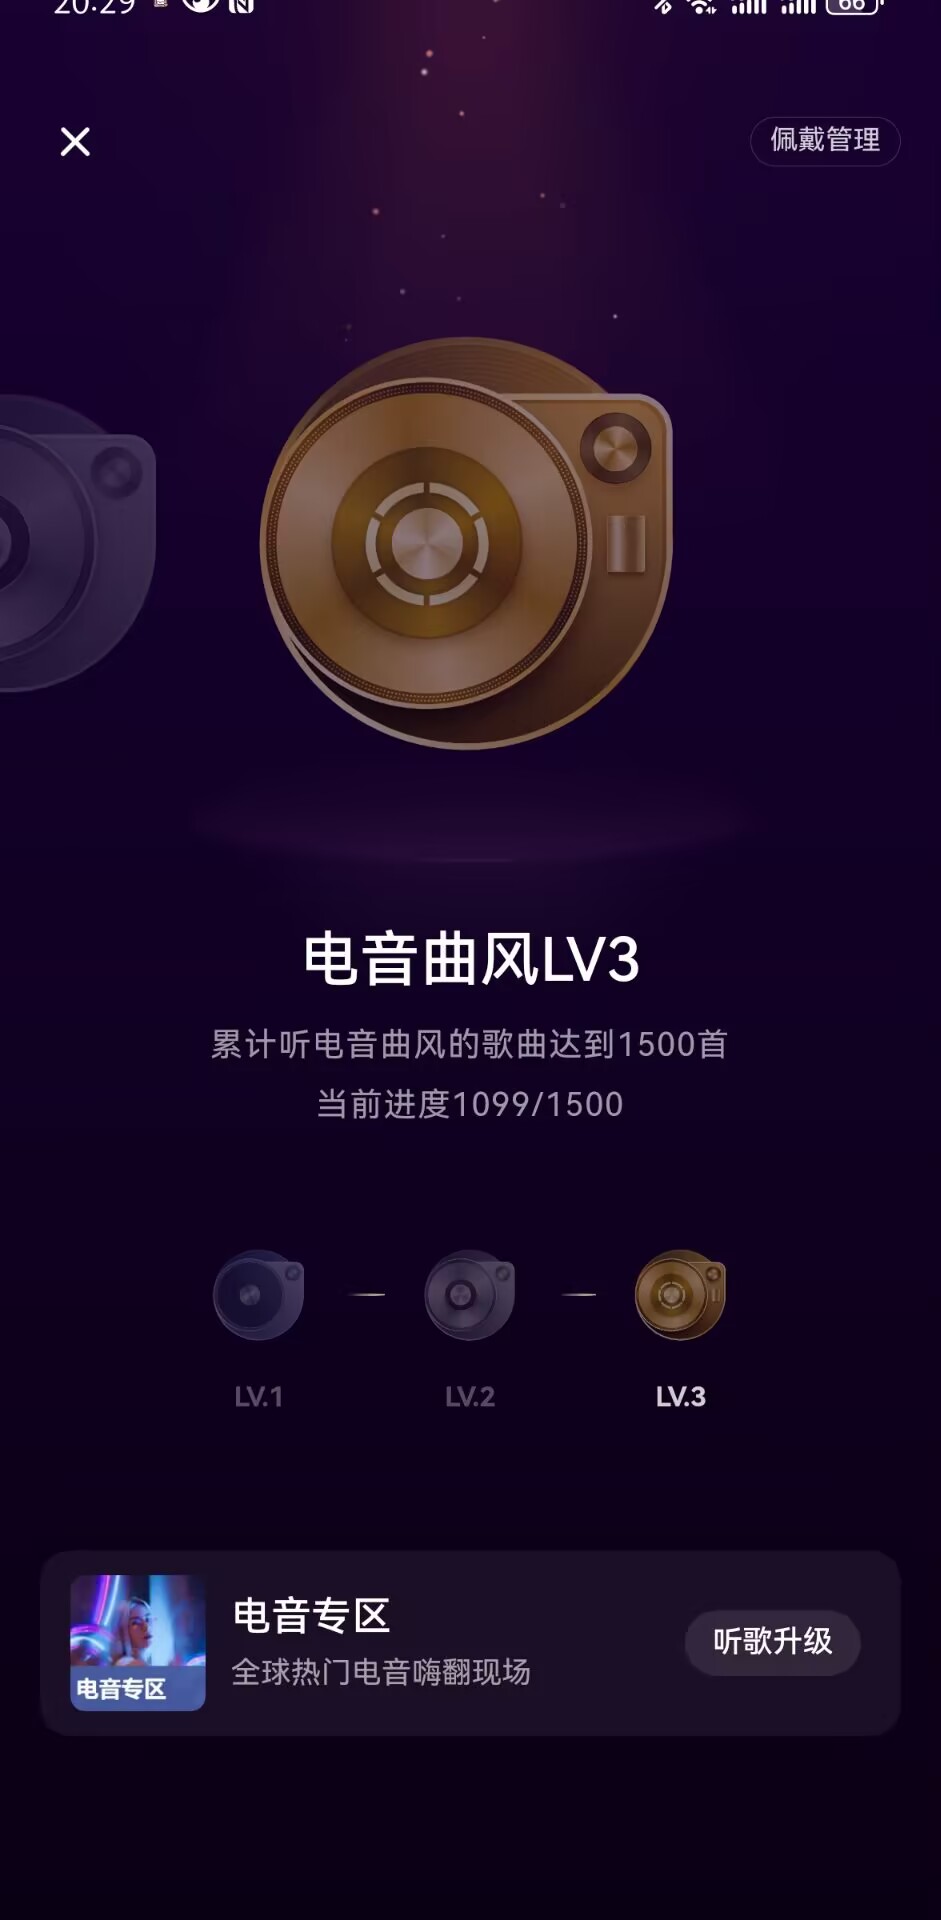 20:29
66
佩戴管理
电音曲风LV3
累计听电音曲风的歌曲达到1500首
当前进度1099/1500
LV.1
LV.2
LV.3
电音专区
电音专区
全球热门电音嗨翻现场
听歌升级